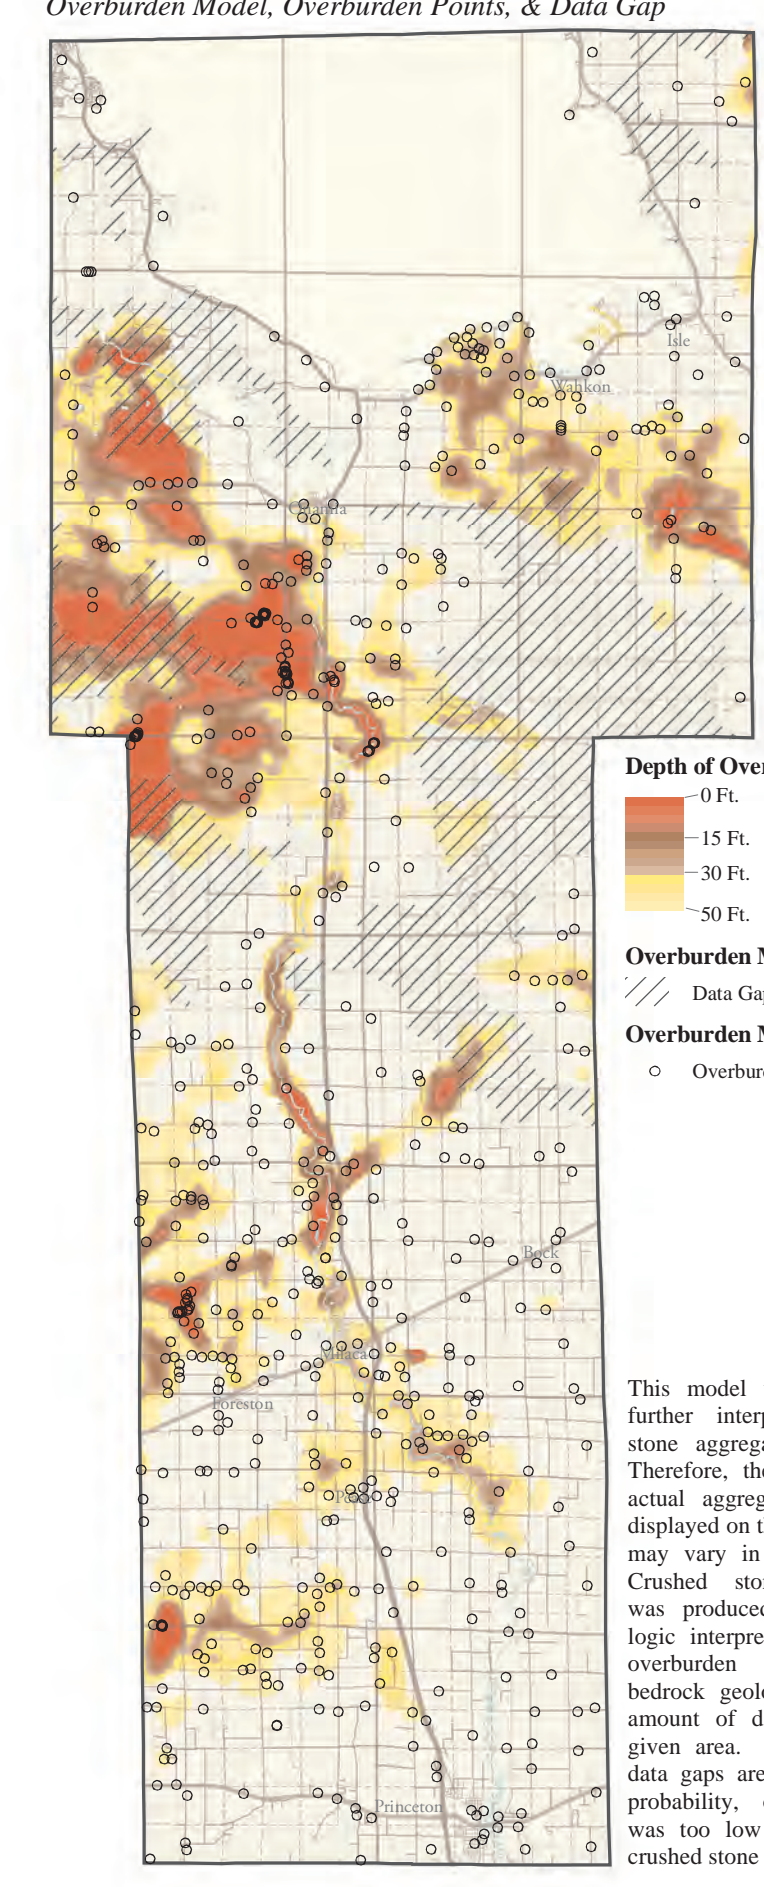 Overburden Model, Overburden Points, & Data Gap
Isle
Wahkon
Onamia
Depth of Over
0 Ft.
15 Ft.
30 Ft.
50 Ft.
Overburden M
Data Gap
Overburden M
Overburd
Bock
Milaca
Foreston
Pease
Princeton
This model
further interp
stone aggrega
Therefore, the
actual aggreg
displayed on th
may vary in
Crushed ston
was produced
logic interpre
overburden
bedrock geolo
amount of d
given area.
data gaps are
probability,
was too low
crushed stone